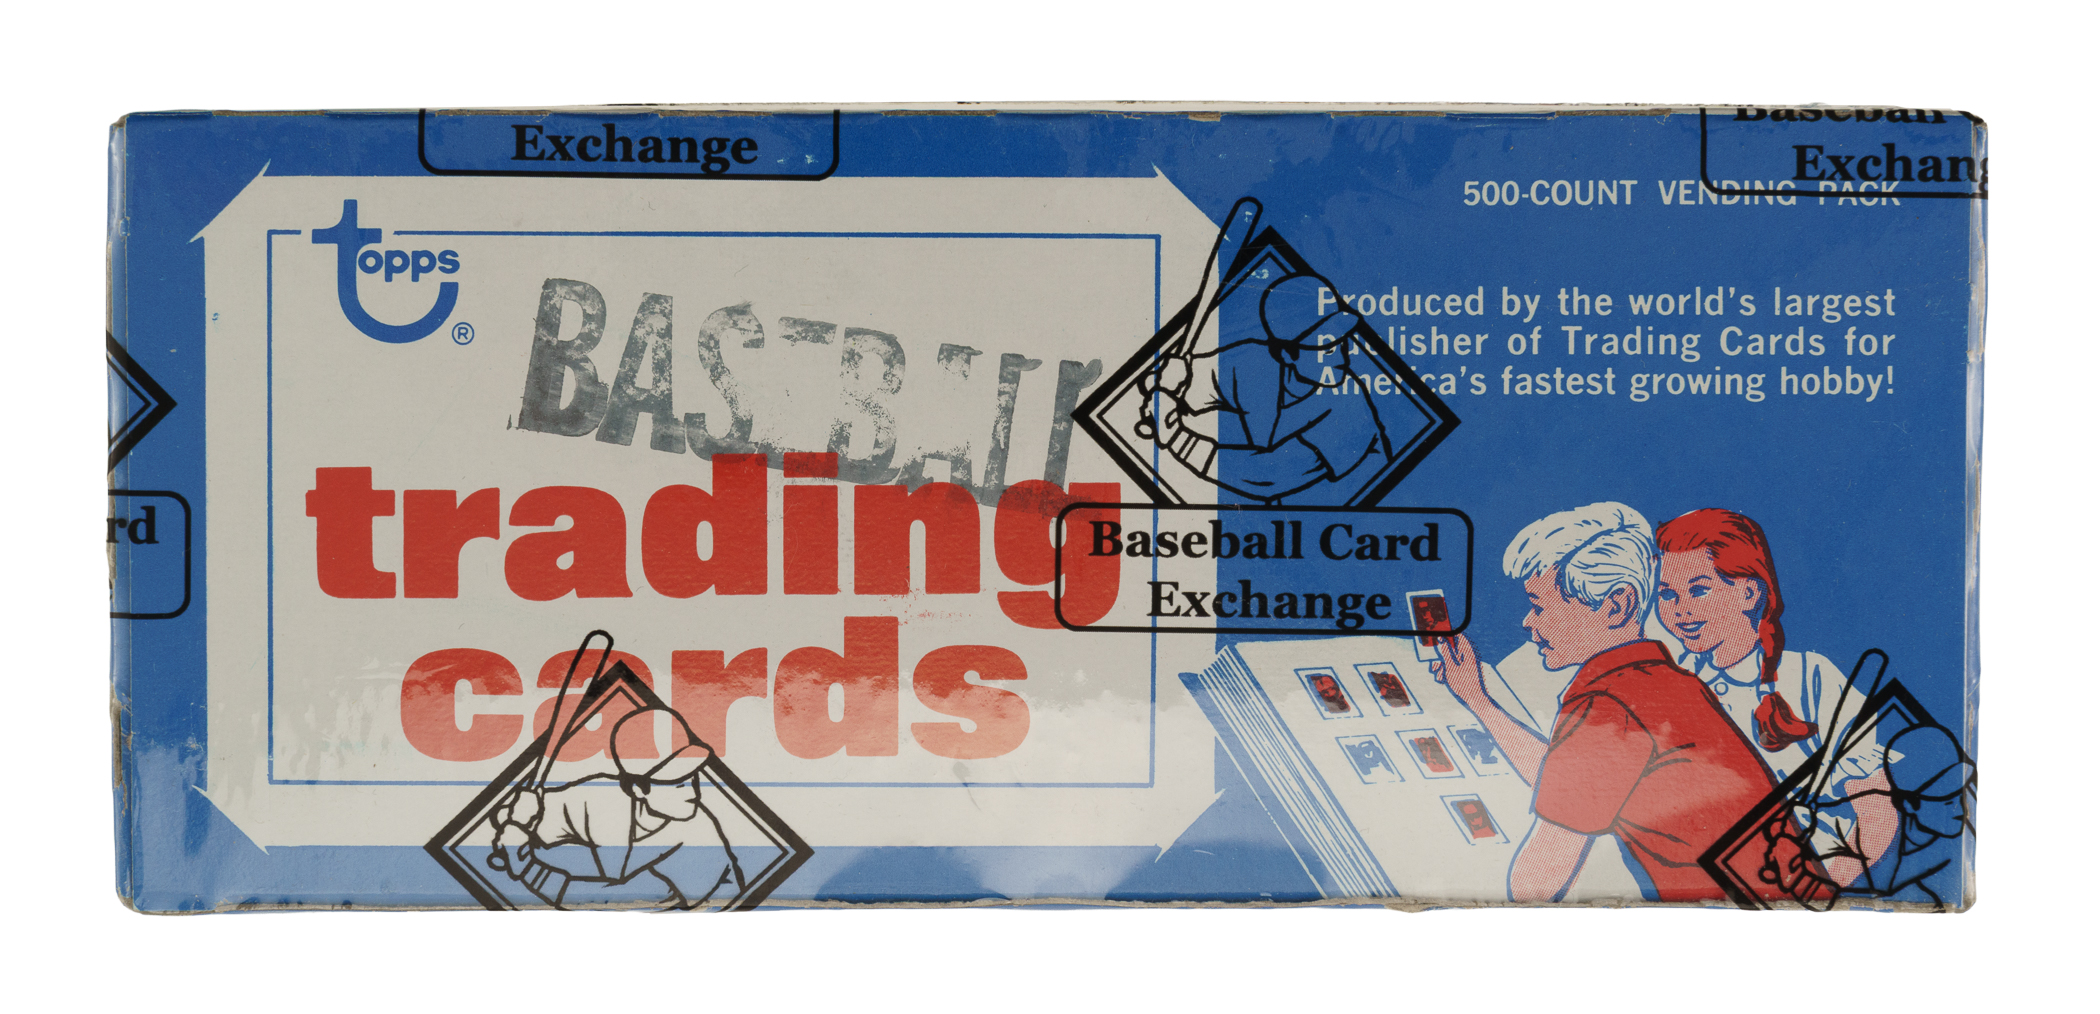 Exchange
Baseball
Exchang
500-COUNT VENDING PACK
topps
®
BASEBALL
Produced by the world's largest
publisher of Trading Cards for
America's fastest growing hobby!
trading
cards
rd
Baseball Card
Exchange